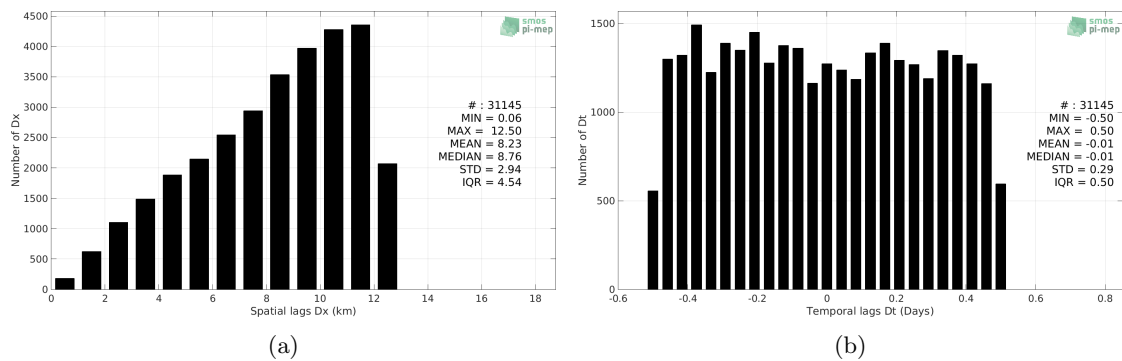 4500
4000
3500
3000
2500
2000
1500
1000
500
0
Number of Dx
0 2 4 6 8 10 12 14 16 18
Spatial lags Dx (km)
smos
pi-mep
# : 31145
MIN = 0.06
MAX = 12.50
MEAN = 8.23
MEDIAN = 8.76
STD = 2.94
IQR = 4.54
(a)
1500
1000
500
0
Number of Dt
-0.6 -0.4 -0.2 0 0.2 0.4 0.6 0.8
Temporal lags Dt (Days)
smos
pi-mep
# : 31145
MIN = -0.50
MAX = 0.50
MEAN = -0.01
MEDIAN = -0.01
STD = 0.29
IQR = 0.50
(b)